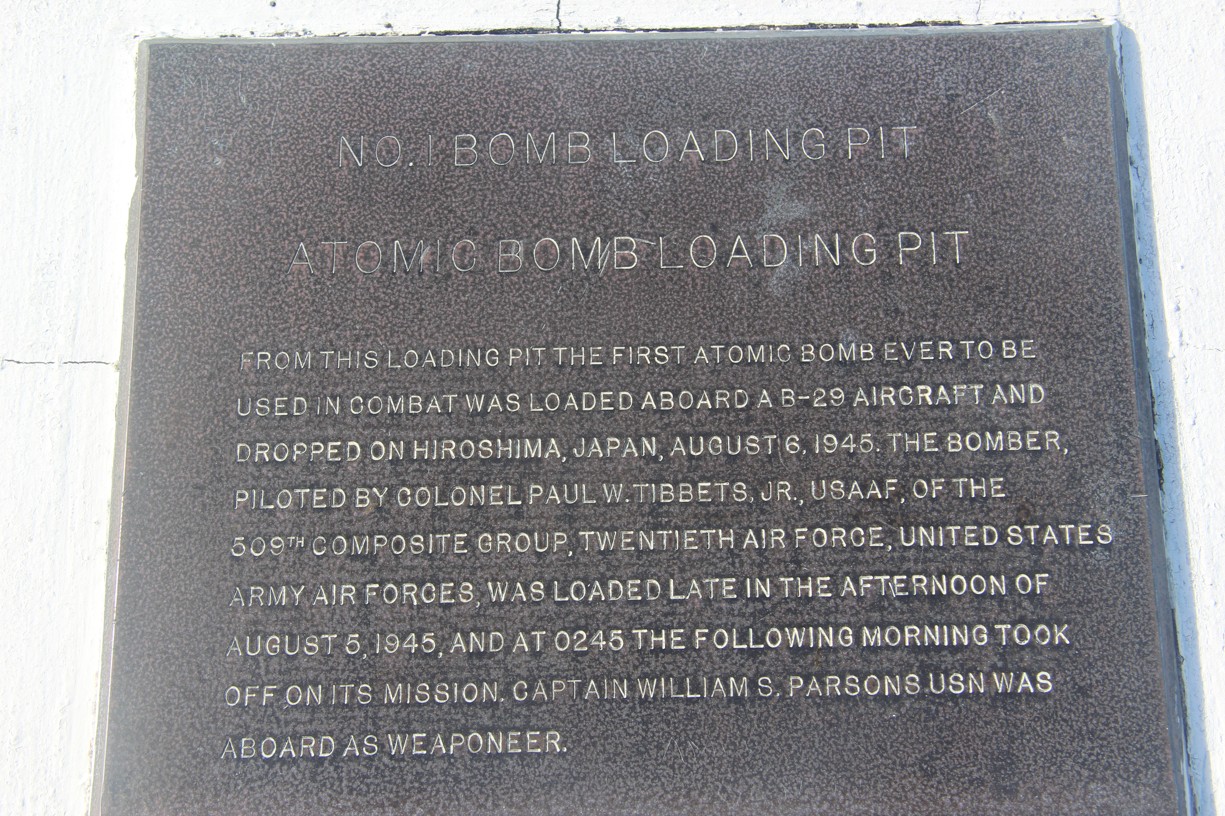 NO. 1 BOMB LOADING PIT
ATOMIC BOMB LOADING PIT
FROM THIS LOADING PIT THE FIRST ATOMIC BOMB EVER TO BE
USED IN COMBAT WAS LOADED ABOARD A B-29 AIRCRAFT AND
DROPPED ON HIROSHIMA, JAPAN, AUGUST 6, 1945. THE BOMBER,
PILOTED BY COLONEL PAUL W. TIBBETS, JR., USAAF, OF THE
509TH COMPOSITE GROUP, TWENTIETH AIR FORCE, UNITED STATES
ARMY AIR FORCES, WAS LOADED LATE IN THE AFTERNOON OF
AUGUST 5, 1945, AND AT 0245 THE FOLLOWING MORNING TOOK
OFF ON ITS MISSION. CAPTAIN WILLIAM S. PARSONS USN WAS
ABOARD AS WEAPONEER.